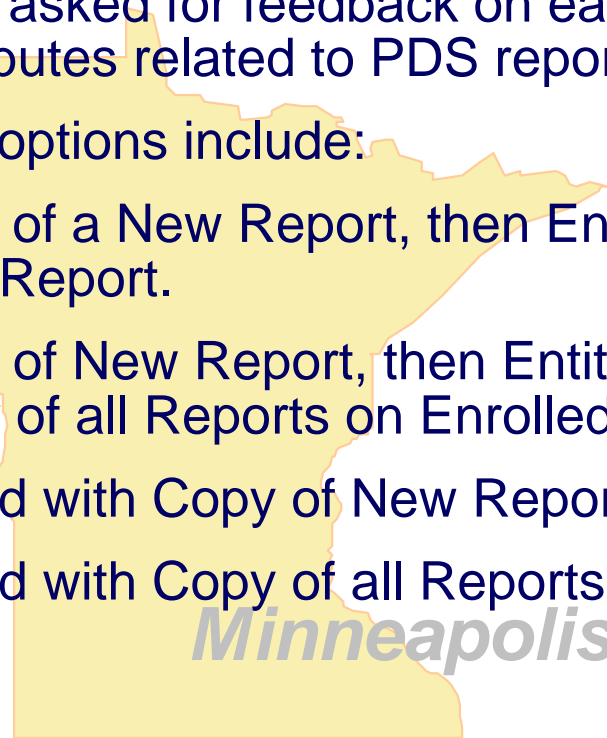 asked for feedback on ea
outes related to PDS repor
options include:
of a New Report, then En
Report.
of New Report, then Entit
of all Reports on Enrolled
d with Copy of New Repor
d with Copy of all Reports
Minneapolis